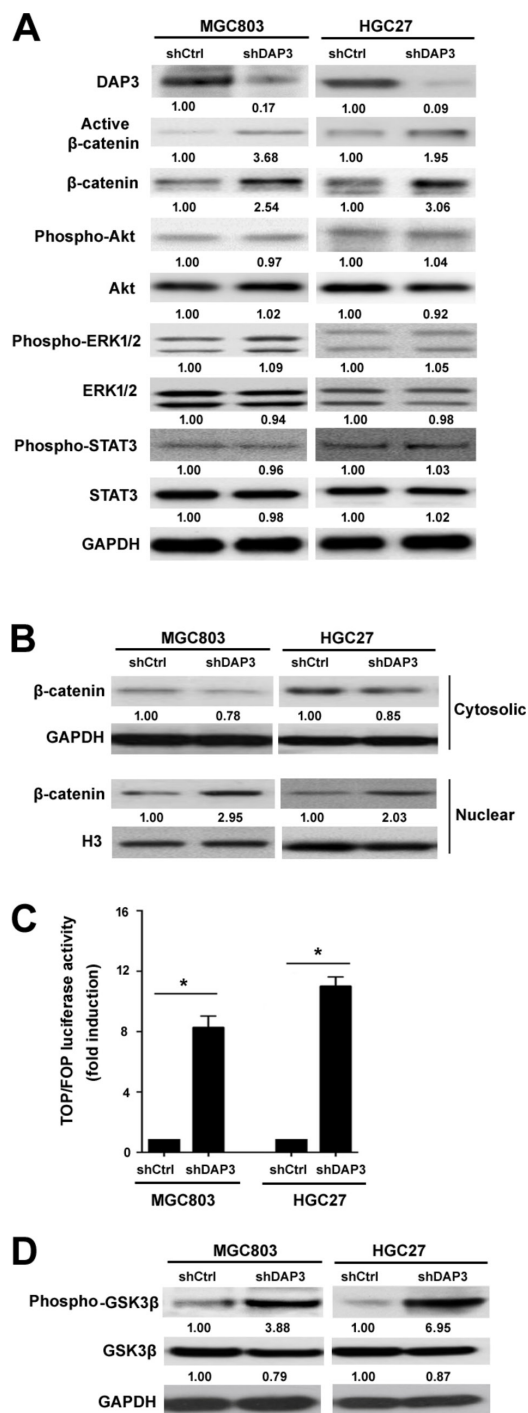 A
MGC803 HGC27
shCtrl shDAP3 shCtrl shDAP3
DAP3
1.00 0.17 1.00 0.09
Active
β-catenin
1.00 3.68 1.00 1.95
β-catenin
1.00 2.54 1.00 3.06
Phospho-Akt
1.00 0.97 1.00 1.04
Akt
1.00 1.02 1.00 0.92
Phospho-ERK1/2
1.00 1.09 1.00 1.05
ERK1/2
1.00 0.94 1.00 0.98
Phospho-STAT3
1.00 0.96 1.00 1.03
STAT3
1.00 0.98 1.00 1.02
GAPDH
B
MGC803 HGC27
shCtrl shDAP3 shCtrl shDAP3
β-catenin
1.00 0.78 1.00 0.85
Cytosolic
GAPDH
β-catenin
1.00 2.95 1.00 2.03
Nuclear
H3
C
TOP/FOP luciferase activity
(fold induction)
16
12
8
4
0
* *
shCtrl shDAP3 shCtrl shDAP3
MGC803 HGC27
D
MGC803 HGC27
shCtrl shDAP3 shCtrl shDAP3
Phospho-GSK3β
1.00 3.88 1.00 6.95
GSK3β
1.00 0.79 1.00 0.87
GAPDH